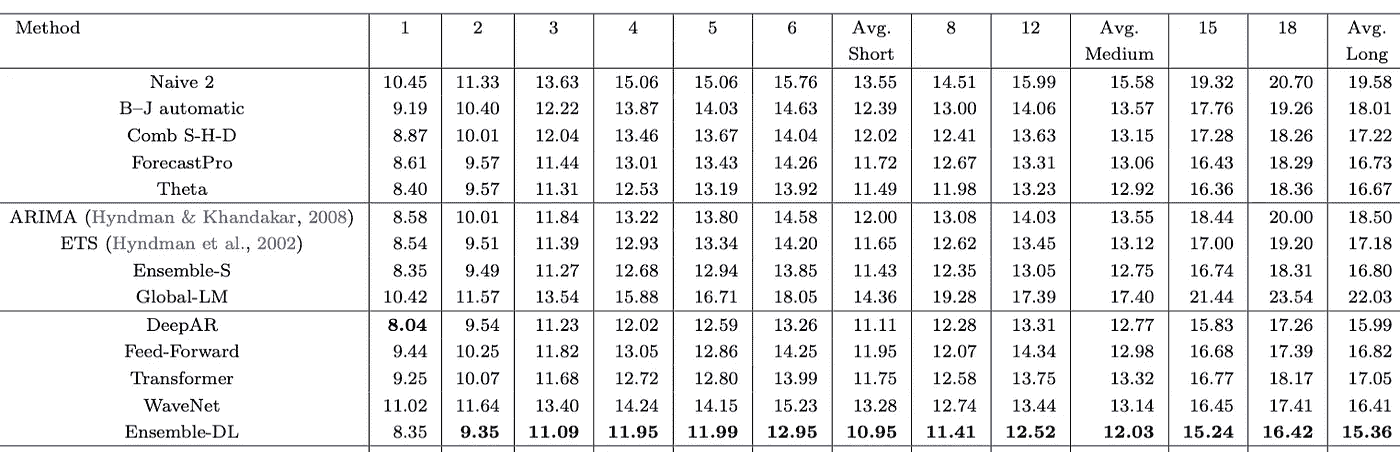 Method 1 2 3 4 5 6 Avg. 8 12 Avg. 15 18 Avg.
Short Medium Long
Naive 2 10.45 11.33 13.63 15.06 15.06 15.76 13.55 14.51 15.99 15.58 19.32 20.70 19.58
B–J automatic 9.19 10.40 12.22 13.87 14.03 14.63 12.39 13.00 14.06 13.57 17.76 19.26 18.01
Comb S-H-D 8.87 10.01 12.04 13.46 13.67 14.04 12.02 12.41 13.63 13.15 17.28 18.26 17.22
ForecastPro 8.61 9.57 11.44 13.01 13.43 14.26 11.72 12.67 13.31 13.06 16.43 18.29 16.73
Theta 8.40 9.57 11.31 12.53 13.19 13.92 11.49 11.98 13.23 12.92 16.36 18.36 16.67
ARIMA (Hyndman & Khandakar, 2008) 8.58 10.01 11.84 13.22 13.80 14.58 12.00 13.08 14.03 13.55 18.44 20.00 18.50
ETS (Hyndman et al., 2002) 8.54 9.51 11.39 12.93 13.34 14.20 11.65 12.62 13.45 13.12 17.00 19.20 17.18
Ensemble-S 8.35 9.49 11.27 12.68 12.94 13.85 11.43 12.35 13.05 12.75 16.74 18.31 16.80
Global-LM 10.42 11.57 13.54 15.88 16.71 18.05 14.36 19.28 17.39 17.40 21.44 23.54 22.03
DeepAR 8.04 9.54 11.23 12.02 12.59 13.26 11.11 12.28 13.31 12.77 15.83 17.26 15.99
Feed-Forward 9.44 10.25 11.82 13.05 12.86 14.25 11.95 12.07 14.34 12.98 16.68 17.39 16.82
Transformer 9.25 10.07 11.68 12.72 12.80 13.99 11.75 12.58 13.75 13.32 16.77 18.17 17.05
WaveNet 11.02 11.64 13.40 14.24 14.15 15.23 13.28 12.74 13.44 13.14 16.45 17.41 16.41
Ensemble-DL 8.35 9.35 11.09 11.95 11.99 12.95 10.95 11.41 12.52 12.03 15.24 16.42 15.36